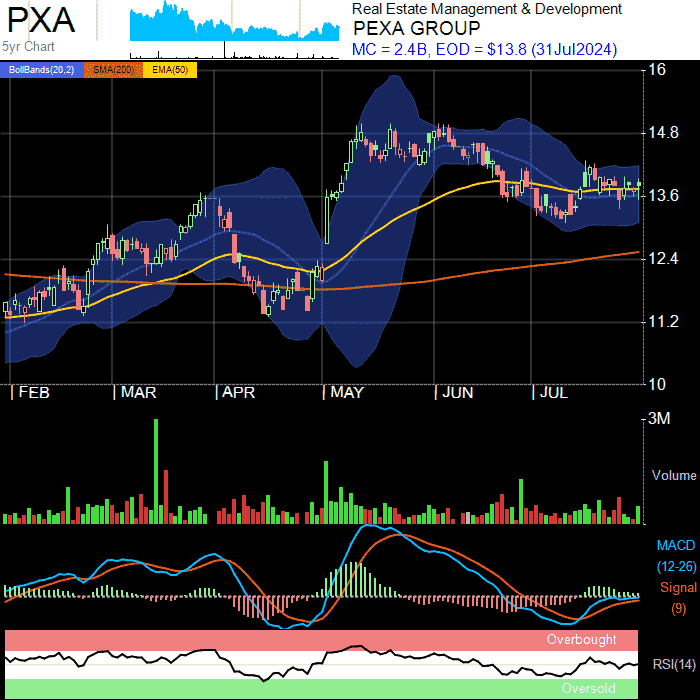 PXA
5yr Chart
Real Estate Management & Development
PEXA GROUP
MC = 2.4B, EOD = $13.8 (31Jul2024)
BollBands(20,2) SMA(200) EMA(50)
16
14.8
13.6
12.4
11.2
10
| FEB | MAR | APR | MAY | JUN | JUL
3M
Volume
MACD
(12-26)
Signal
(9)
Overbought
RSI(14)
Oversold